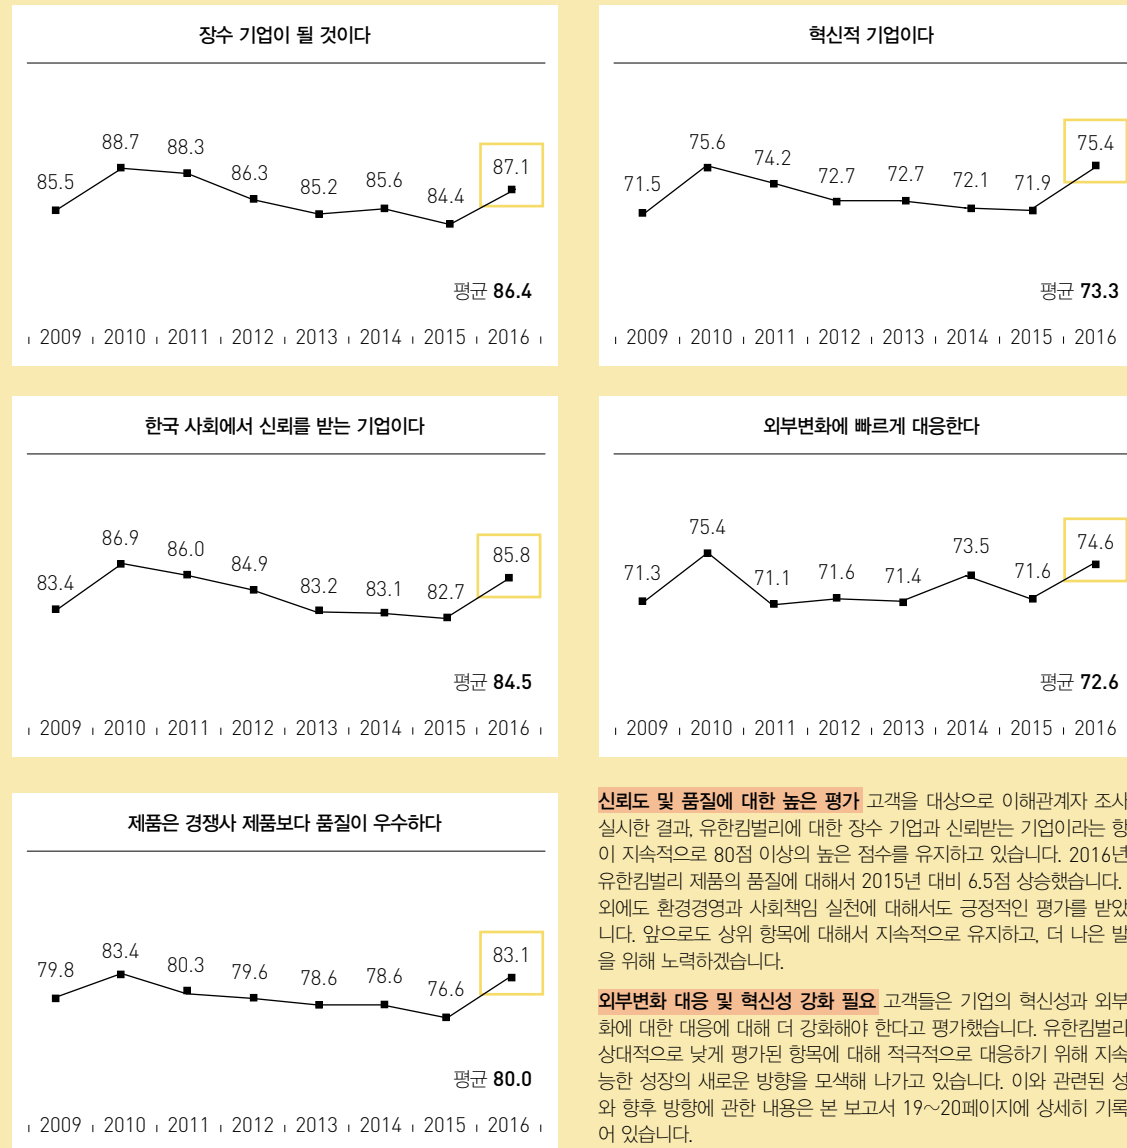 장수 기업이 될 것이다
85.5 88.7 88.3 86.3 85.2 85.6 84.4 87.1
평균 86.4
2009 2010 2011 2012 2013 2014 2015 2016
혁신적 기업이다
71.5 75.6 74.2 72.7 72.7 72.1 71.9 75.4
평균 73.3
2009 2010 2011 2012 2013 2014 2015 2016
한국 사회에서 신뢰를 받는 기업이다
83.4 86.9 86.0 84.9 83.2 83.1 82.7 85.8
평균 84.5
2009 2010 2011 2012 2013 2014 2015 2016
외부변화에 빠르게 대응한다
71.3 75.4 71.1 71.6 71.4 73.5 71.6 74.6
평균 72.6
2009 2010 2011 2012 2013 2014 2015 2016
제품은 경쟁사 제품보다 품질이 우수하다
79.8 83.4 80.3 79.6 78.6 78.6 76.6 83.1
평균 80.0
2009 2010 2011 2012 2013 2014 2015 2016
신뢰도 및 품질에 대한 높은 평가 고객을 대상으로 이해관계자 조사
실시한 결과, 유한킴벌리에 대한 장수 기업과 신뢰받는 기업이라는 항
이 지속적으로 80점 이상의 높은 점수를 유지하고 있습니다. 2016년
유한킴벌리 제품의 품질에 대해서 2015년 대비 6.5점 상승했습니다.
외에도 환경경영과 사회책임 실천에 대해서도 긍정적인 평가를 받았
니다. 앞으로도 상위 항목에 대해서 지속적으로 유지하고, 더 나은 발
을 위해 노력하겠습니다.
외부변화 대응 및 혁신성 강화 필요 고객들은 기업의 혁신성과 외부
화에 대한 대응에 대해 더 강화해야 한다고 평가했습니다. 유한킴벌리
상대적으로 낮게 평가된 항목에 대해 적극적으로 대응하기 위해 지속
능한 성장의 새로운 방향을 모색해 나가고 있습니다. 이와 관련된 성
와 향후 방향에 관한 내용은 본 보고서 19~20페이지에 상세히 기록
어 있습니다.